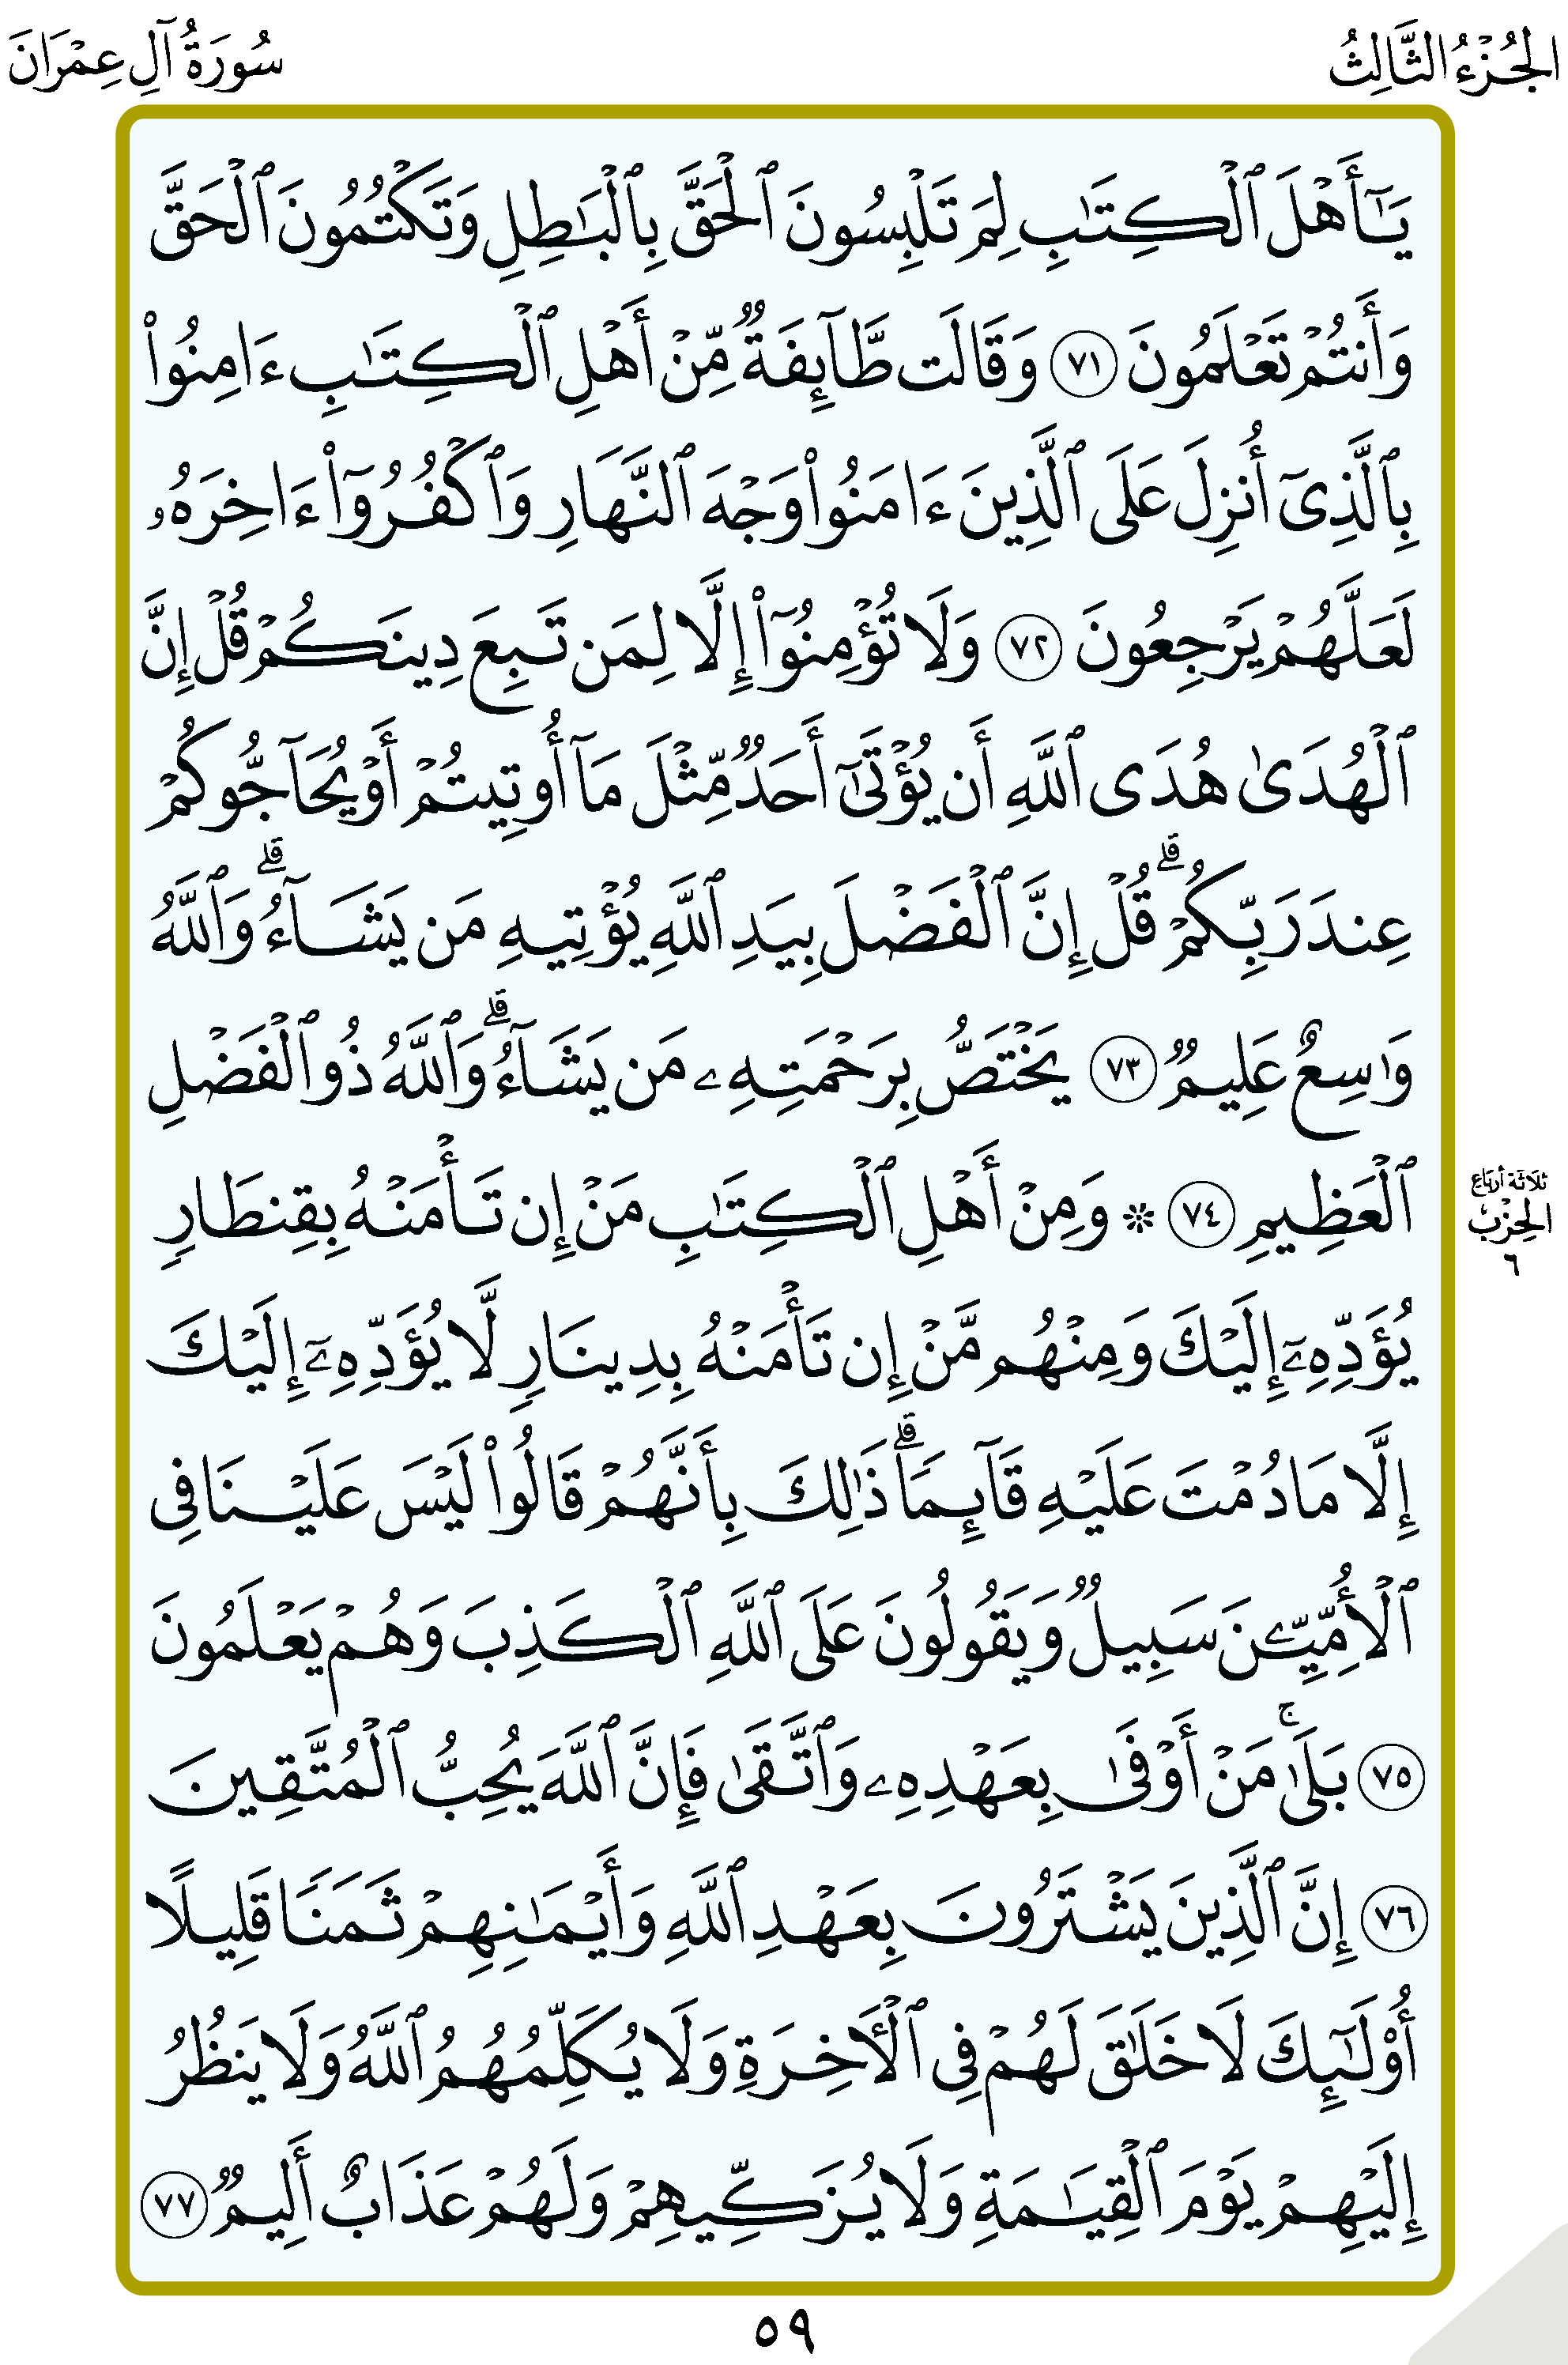 الجُزْءُ الثَّالِثُ
سُورَةُ آلِ عِمْرَانَ
يَـٰٓأَهْلَ ٱلْكِتَـٰبِ لِمَ تَلْبِسُونَ ٱلْحَقَّ بِٱلْبَـٰطِلِ وَتَكْتُمُونَ ٱلْحَقَّ
وَأَنتُمْ تَعْلَمُونَ ٧١ وَقَالَت طَّآئِفَةٌ مِّنْ أَهْلِ ٱلْكِتَـٰبِ ءَامِنُوا۟
بِٱلَّذِىٓ أُنزِلَ عَلَى ٱلَّذِينَ ءَامَنُوا۟ وَجْهَ ٱلنَّهَارِ وَٱكْفُرُوٓا۟ ءَاخِرَهُۥ
لَعَلَّهُمْ يَرْجِعُونَ ٧٢ وَلَا تُؤْمِنُوٓا۟ إِلَّا لِمَن تَبِعَ دِينَكُمْ قُلْ إِنَّ
ٱلْهُدَىٰ هُدَى ٱللَّهِ أَن يُؤْتَىٰٓ أَحَدٌ مِّثْلَ مَآ أُوتِيتُمْ أَوْ يُحَآجُّوكُمْ
عِندَ رَبِّكُمْ ۗ قُلْ إِنَّ ٱلْفَضْلَ بِيَدِ ٱللَّهِ يُؤْتِيهِ مَن يَشَآءُ ۗ وَٱللَّهُ
وَٰسِعٌ عَلِيمٌ ٧٣ يَخْتَصُّ بِرَحْمَتِهِۦ مَن يَشَآءُ ۗ وَٱللَّهُ ذُو ٱلْفَضْلِ
ٱلْعَظِيمِ ٧٤ ۞ وَمِنْ أَهْلِ ٱلْكِتَـٰبِ مَنْ إِن تَأْمَنْهُ بِقِنطَارٍ
ثلاثة أرباع
الحِزْب
٦
يُؤَدِّهِۦٓ إِلَيْكَ وَمِنْهُم مَّنْ إِن تَأْمَنْهُ بِدِينَارٍ لَّا يُؤَدِّهِۦٓ إِلَيْكَ
إِلَّا مَا دُمْتَ عَلَيْهِ قَآئِمًا ۗ ذَٰلِكَ بِأَنَّهُمْ قَالُوا۟ لَيْسَ عَلَيْنَا فِى
ٱلْأُمِّيِّـۧنَ سَبِيلٌ وَيَقُولُونَ عَلَى ٱللَّهِ ٱلْكَذِبَ وَهُمْ يَعْلَمُونَ
٧٥ بَلَىٰ ۚ مَنْ أَوْفَىٰ بِعَهْدِهِۦ وَٱتَّقَىٰ فَإِنَّ ٱللَّهَ يُحِبُّ ٱلْمُتَّقِينَ
٧٦ إِنَّ ٱلَّذِينَ يَشْتَرُونَ بِعَهْدِ ٱللَّهِ وَأَيْمَـٰنِهِمْ ثَمَنًا قَلِيلًا
أُو۟لَـٰٓئِكَ لَا خَلَـٰقَ لَهُمْ فِى ٱلْـَٔاخِرَةِ وَلَا يُكَلِّمُهُمُ ٱللَّهُ وَلَا يَنظُرُ
إِلَيْهِمْ يَوْمَ ٱلْقِيَـٰمَةِ وَلَا يُزَكِّيهِمْ وَلَهُمْ عَذَابٌ أَلِيمٌ ٧٧
٥٩